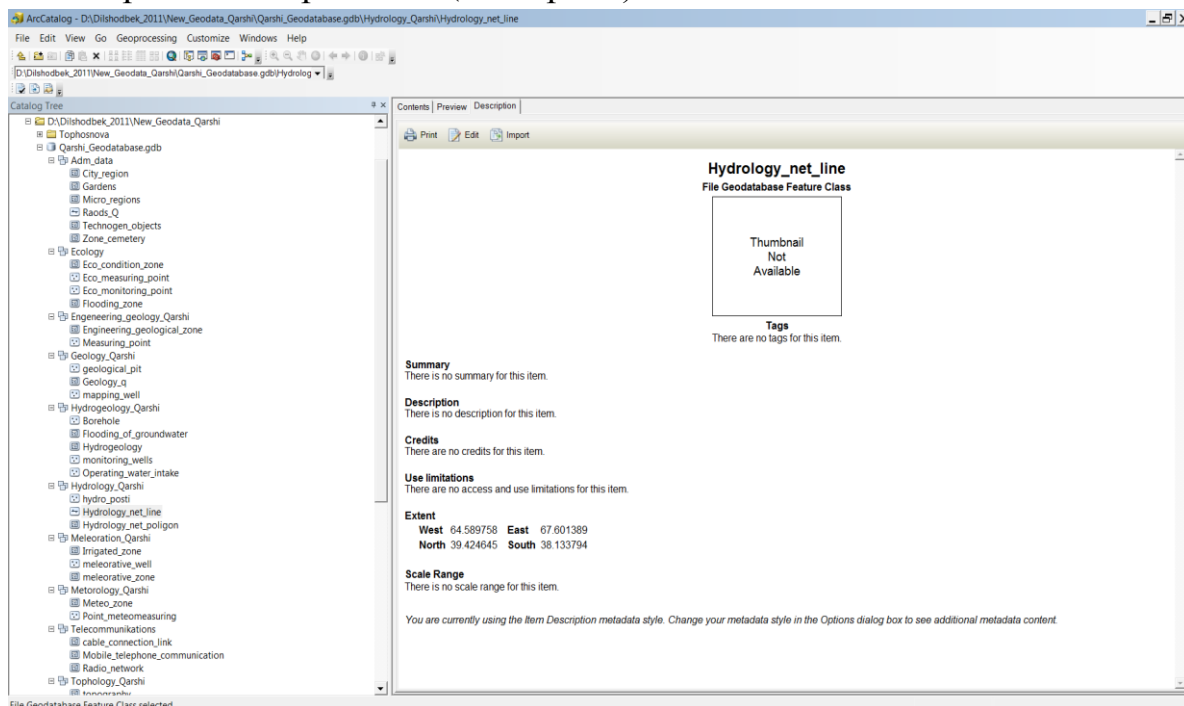 ArcCatalog - D:\Dilshodbek_2011\New_Geodata_Qarshi\Qarshi_Geodatabase.gdb\Hydrology_Qarshi\Hydrology_net_line
File Edit View Go Geoprocessing Customize Windows Help
D:\Dilshodbek_2011\New_Geodata_Qarshi\Qarshi_Geodatabase.gdb\Hydrolog
Catalog Tree
D:\Dilshodbek_2011\New_Geodata_Qarshi
Tophosnova
Qarshi_Geodatabase.gdb
Adm_data
City_region
Gardens
Micro_regions
Raods_Q
Technogen_objects
Zone_cemetery
Ecology
Eco_condition_zone
Eco_measuring_point
Eco_monitoring_point
Flooding_zone
Engeneering_geology_Qarshi
Engineering_geological_zone
Measuring_point
Geology_Qarshi
geological_pit
Geology_q
mapping_well
Hydrogeology_Qarshi
Borehole
Flooding_of_groundwater
Hydrogeology
monitoring_wells
Operating_water_intake
Hydrology_Qarshi
hydro_posti
Hydrology_net_line
Hydrology_net_poligon
Meleoration_Qarshi
Irrigated_zone
meleorative_well
meleorative_zone
Metorology_Qarshi
Meteo_zone
Point_meteomeasuring
Telecommunikations
cable_connection_link
Mobile_telephone_communication
Radio_network
Tophology_Qarshi
topography
File Geodatabase Feature Class selected
Contents Preview Description
Print Edit Import
Hydrology_net_line
File Geodatabase Feature Class
Thumbnail
Not
Available
Tags
There are no tags for this item.
Summary
There is no summary for this item.
Description
There is no description for this item.
Credits
There are no credits for this item.
Use limitations
There are no access and use limitations for this item.
Extent
West 64.589758 East 67.601389
North 39.424645 South 38.133794
Scale Range
There is no scale range for this item.
You are currently using the Item Description metadata style. Change your metadata style in the Options dialog box to see additional metadata content.